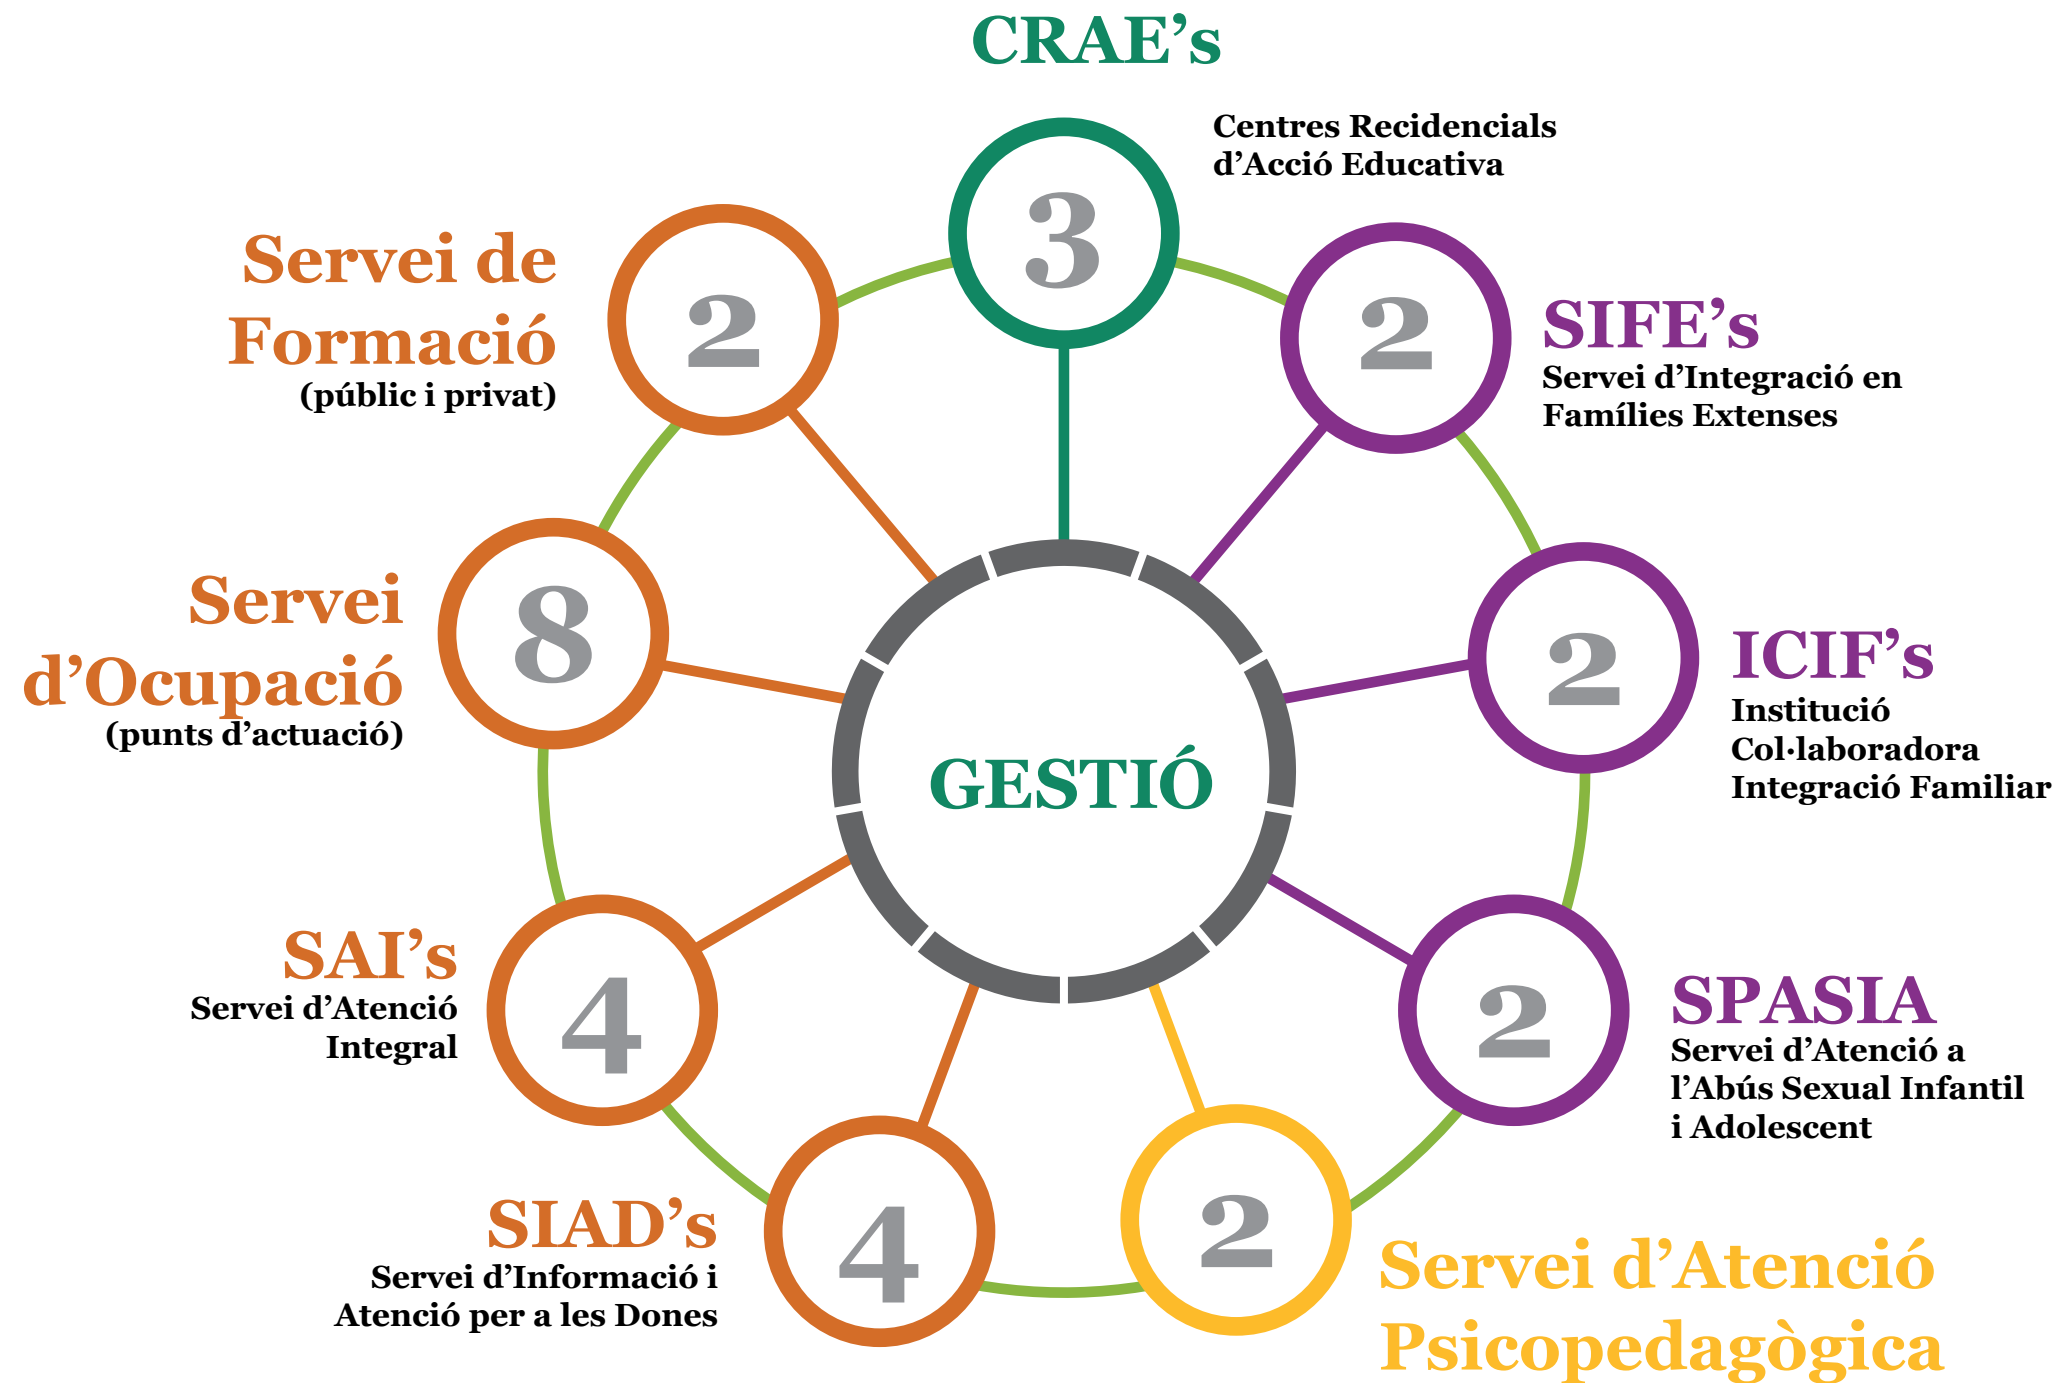 CRAE’s
Centres Recidencials
d’Acció Educativa
3
SIFE’s
Servei d’Integració en
Famílies Extenses
2
ICIF’s
Institució
Col·laboradora
Integració Familiar
2
SPASIA
Servei d’Atenció a
l’Abús Sexual Infantil
i Adolescent
2
Servei d’Atenció
Psicopedagògica
2
SIAD’s
Servei d’Informació i
Atenció per a les Dones
4
SAI’s
Servei d’Atenció
Integral
4
Servei
d’Ocupació
(punts d’actuació)
8
Servei de
Formació
(públic i privat)
2
GESTIÓ